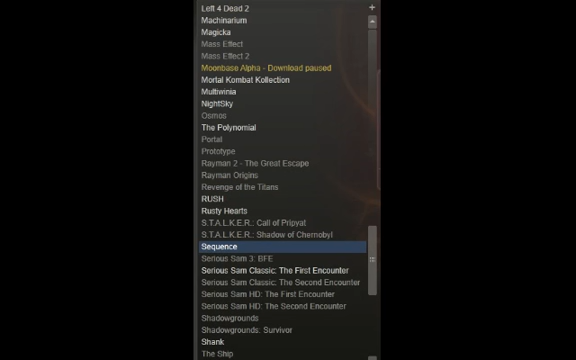 Left 4 Dead 2
Machinarium
Magicka
Mass Effect
Mass Effect 2
Moonbase Alpha - Download paused
Mortal Kombat Kollection
Multiwinia
NightSky
Osmos
The Polynomial
Portal
Prototype
Rayman 2 - The Great Escape
Rayman Origins
Revenge of the Titans
RUSH
Rusty Hearts
S.T.A.L.K.E.R.: Call of Pripyat
S.T.A.L.K.E.R.: Shadow of Chernobyl
Sequence
Serious Sam 3: BFE
Serious Sam Classic: The First Encounter
Serious Sam Classic: The Second Encounter
Serious Sam HD: The First Encounter
Serious Sam HD: The Second Encounter
Shadowgrounds
Shadowgrounds: Survivor
Shank
The Ship